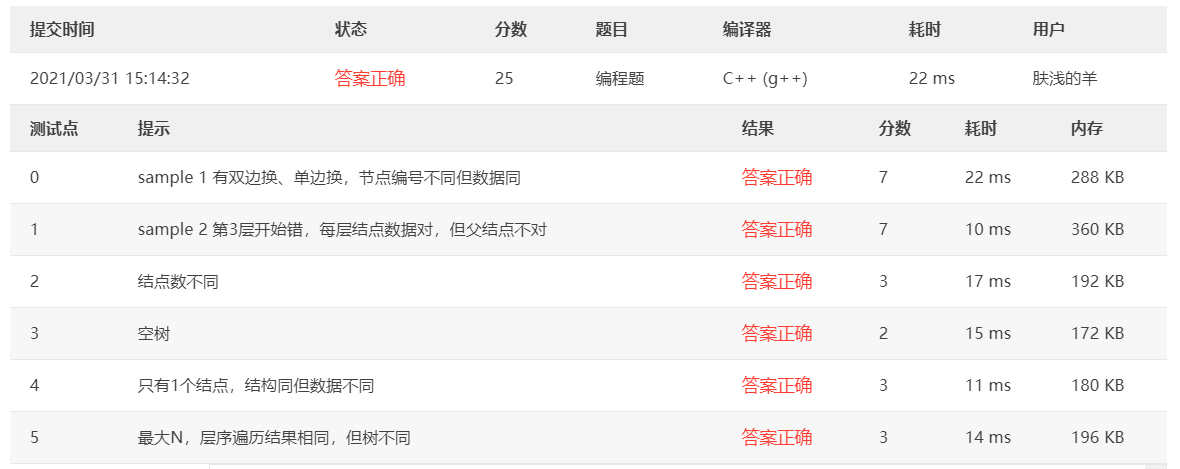 提交时间 状态 分数 题目 编译器 耗时 用户
2021/03/31 15:14:32 答案正确 25 编程题 C++ (g++) 22 ms 肤浅的羊
测试点 提示 结果 分数 耗时 内存
0 sample 1 有双边换、单边换，节点编号不同但数据同 答案正确 7 22 ms 288 KB
1 sample 2 第3层开始错，每层结点数据对，但父结点不对 答案正确 7 10 ms 360 KB
2 结点数不同 答案正确 3 17 ms 192 KB
3 空树 答案正确 2 15 ms 172 KB
4 只有1个结点，结构同但数据不同 答案正确 3 11 ms 180 KB
5 最大N，层序遍历结果相同，但树不同 答案正确 3 14 ms 196 KB